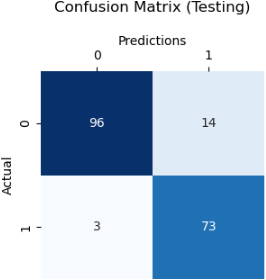 Confusion Matrix (Testing)
Predictions
0 1
Actual
0 96 14
1 3 73